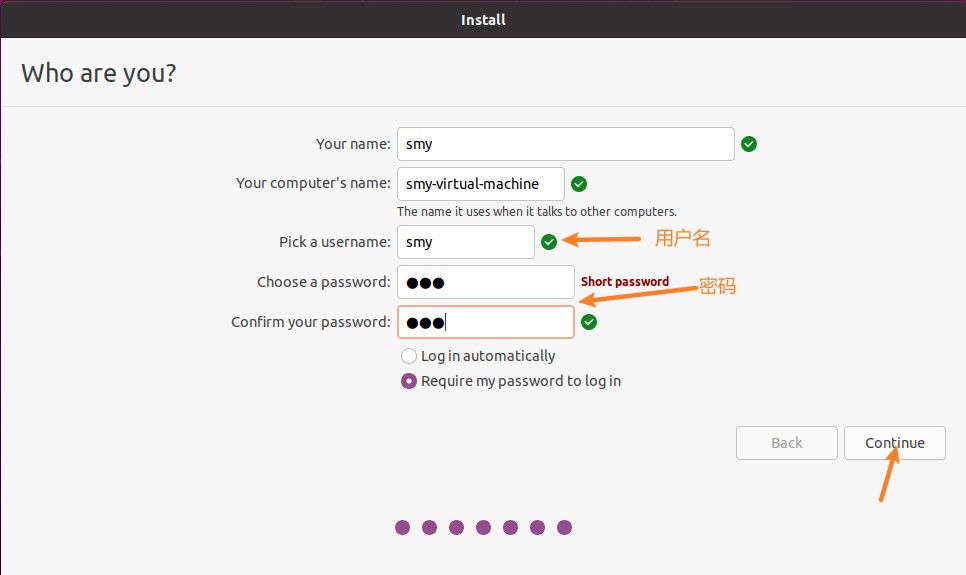 Install
Who are you?
Your name: smy
Your computer's name: smy-virtual-machine
The name it uses when it talks to other computers.
Pick a username: smy 用户名
Choose a password: ●●● Short password
密码
Confirm your password: ●●●
Log in automatically
Require my password to log in
Back Continue